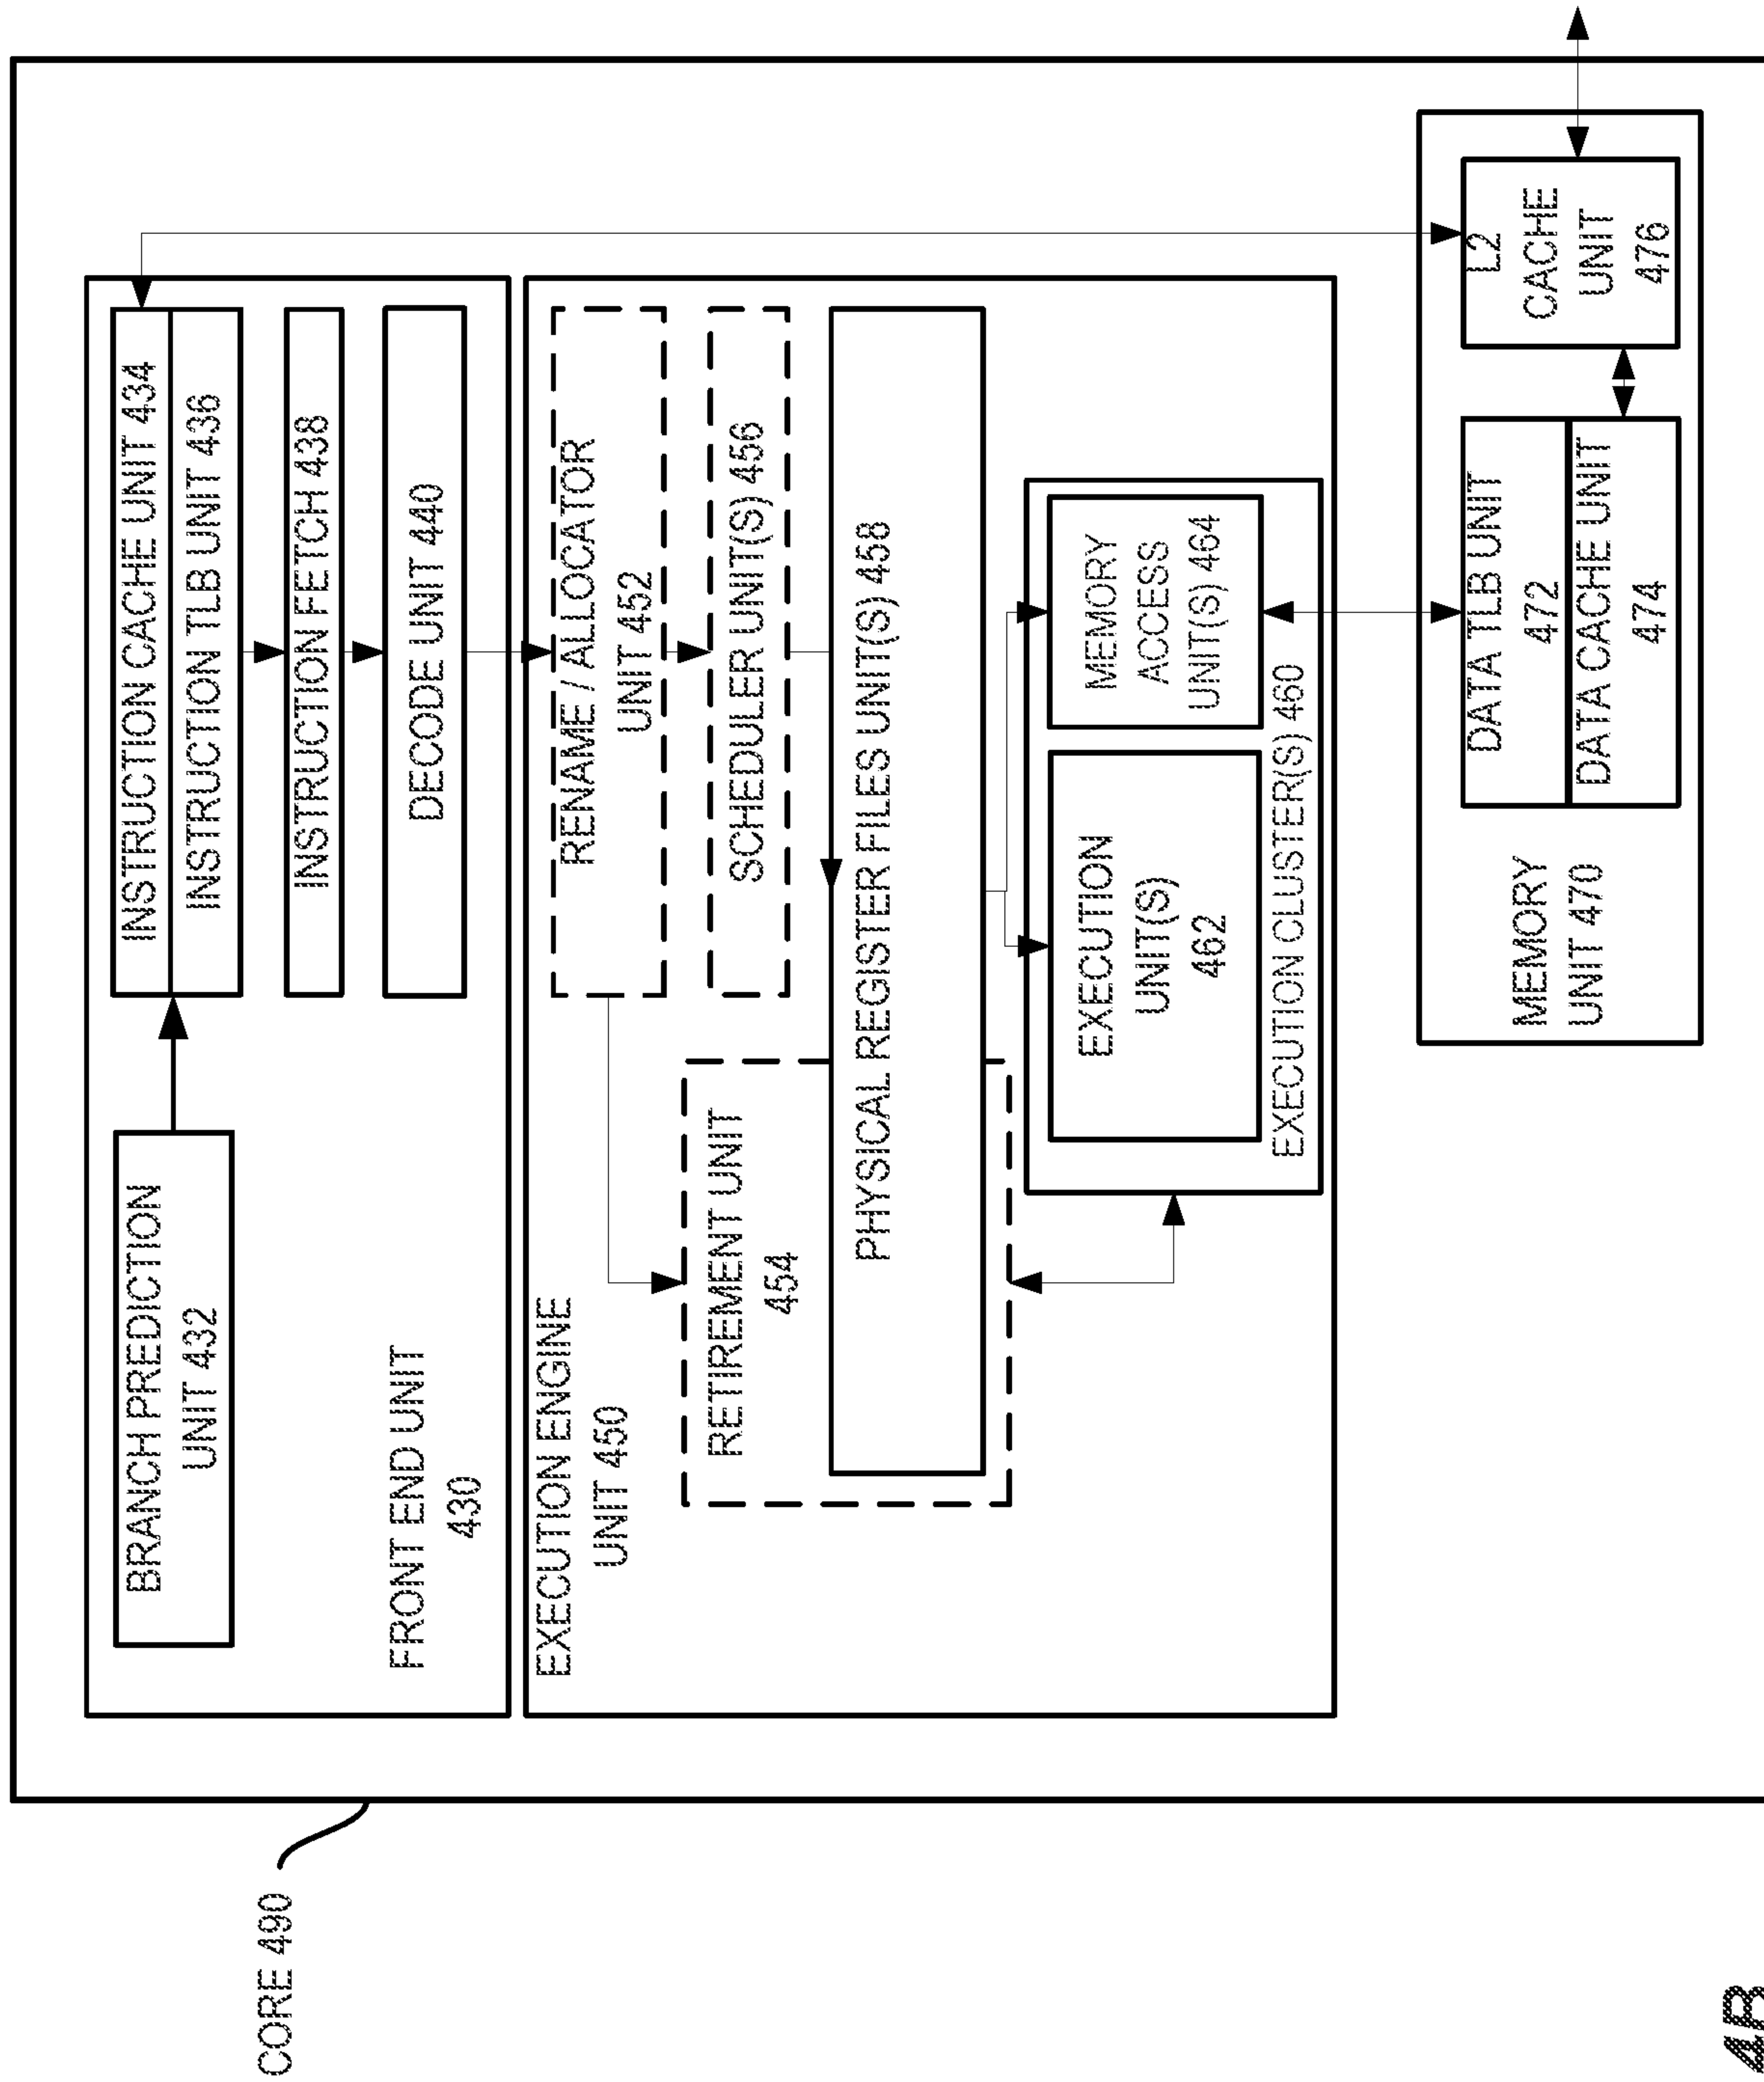 CORE 490
BRANCH PREDICTION
UNIT 432
INSTRUCTION CACHE UNIT 434
INSTRUCTION TLB UNIT 436
INSTRUCTION FETCH 438
DECODE UNIT 440
FRONT END UNIT
430
EXECUTION ENGINE
UNIT 450
RENAME / ALLOCATOR
UNIT 452
SCHEDULER UNIT(S) 456
RETIREMENT UNIT
454
PHYSICAL REGISTER FILES UNIT(S) 458
EXECUTION
UNIT(S)
462
MEMORY
ACCESS
UNIT(S) 464
EXECUTION CLUSTER(S) 460
MEMORY
UNIT 470
DATA TLB UNIT
472
DATA CACHE UNIT
474
L2
CACHE
UNIT
476
4B